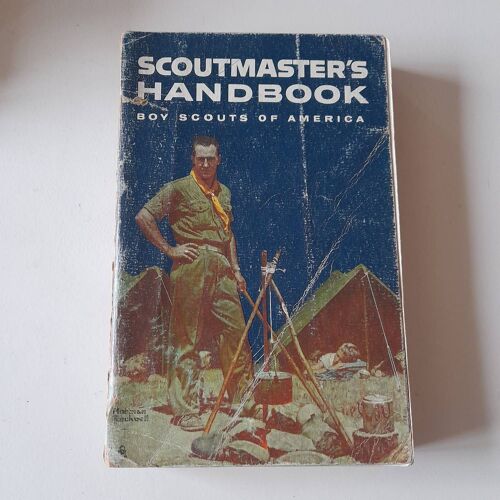 SCOUTMASTER'S
HANDBOOK
BOY SCOUTS OF AMERICA
Norman
Rockwell